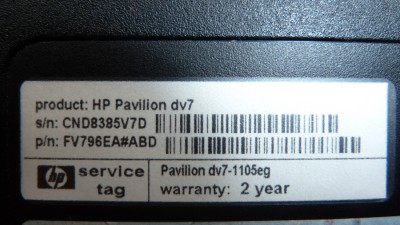 product: HP Pavilion dv7
s/n: CND8385V7D
p/n: FV796EA#ABD
hp service tag
Pavilion dv7-1105eg
warranty: 2 year